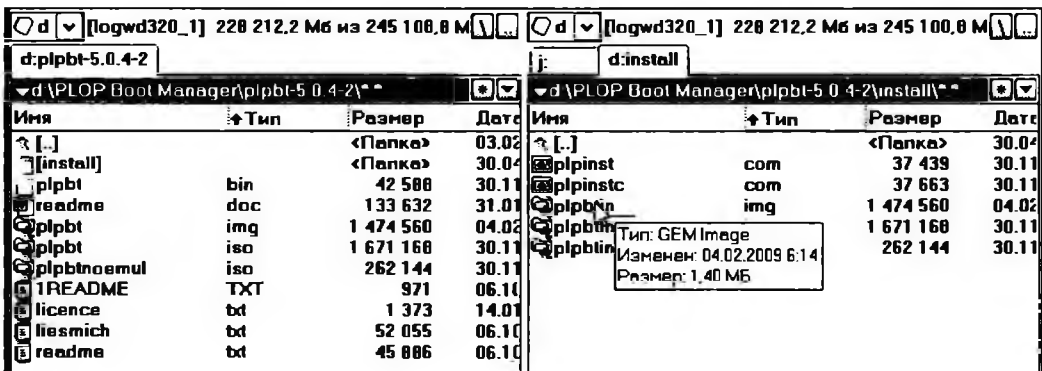 d [logwd320_1] 228 212,2 Мб из 245 108,8 М \ ..
d:plpbt-5.0.4-2
d:\PLOP Boot Manager\plpbt-5.0.4-2\*.*
Имя Тип Размер Дата
[..] <Папка> 03.02
[install] <Папка> 30.04
plpbt bin 42 588 30.11
readme doc 133 632 31.01
plpbt img 1 474 560 04.02
plpbt iso 1 671 168 30.11
plpbtnoemul iso 262 144 30.11
1README TXT 971 06.10
licence txt 1 373 14.01
liesmich txt 52 055 06.10
readme txt 45 886 06.10
d [logwd320_1] 228 212,2 Мб из 245 108,8 М \ ..
j: d:install
d:\PLOP Boot Manager\plpbt-5.0.4-2\install\*.*
Имя Тип Размер Дата
[..] <Папка> 30.04
plpinst com 37 439 30.11
plpinstc com 37 663 30.11
img 1 474 560 04.02
1 671 168 30.11
262 144 30.11
Тип: GEM Image
Изменен: 04.02.2009 6:14
Размер: 1,40 МБ